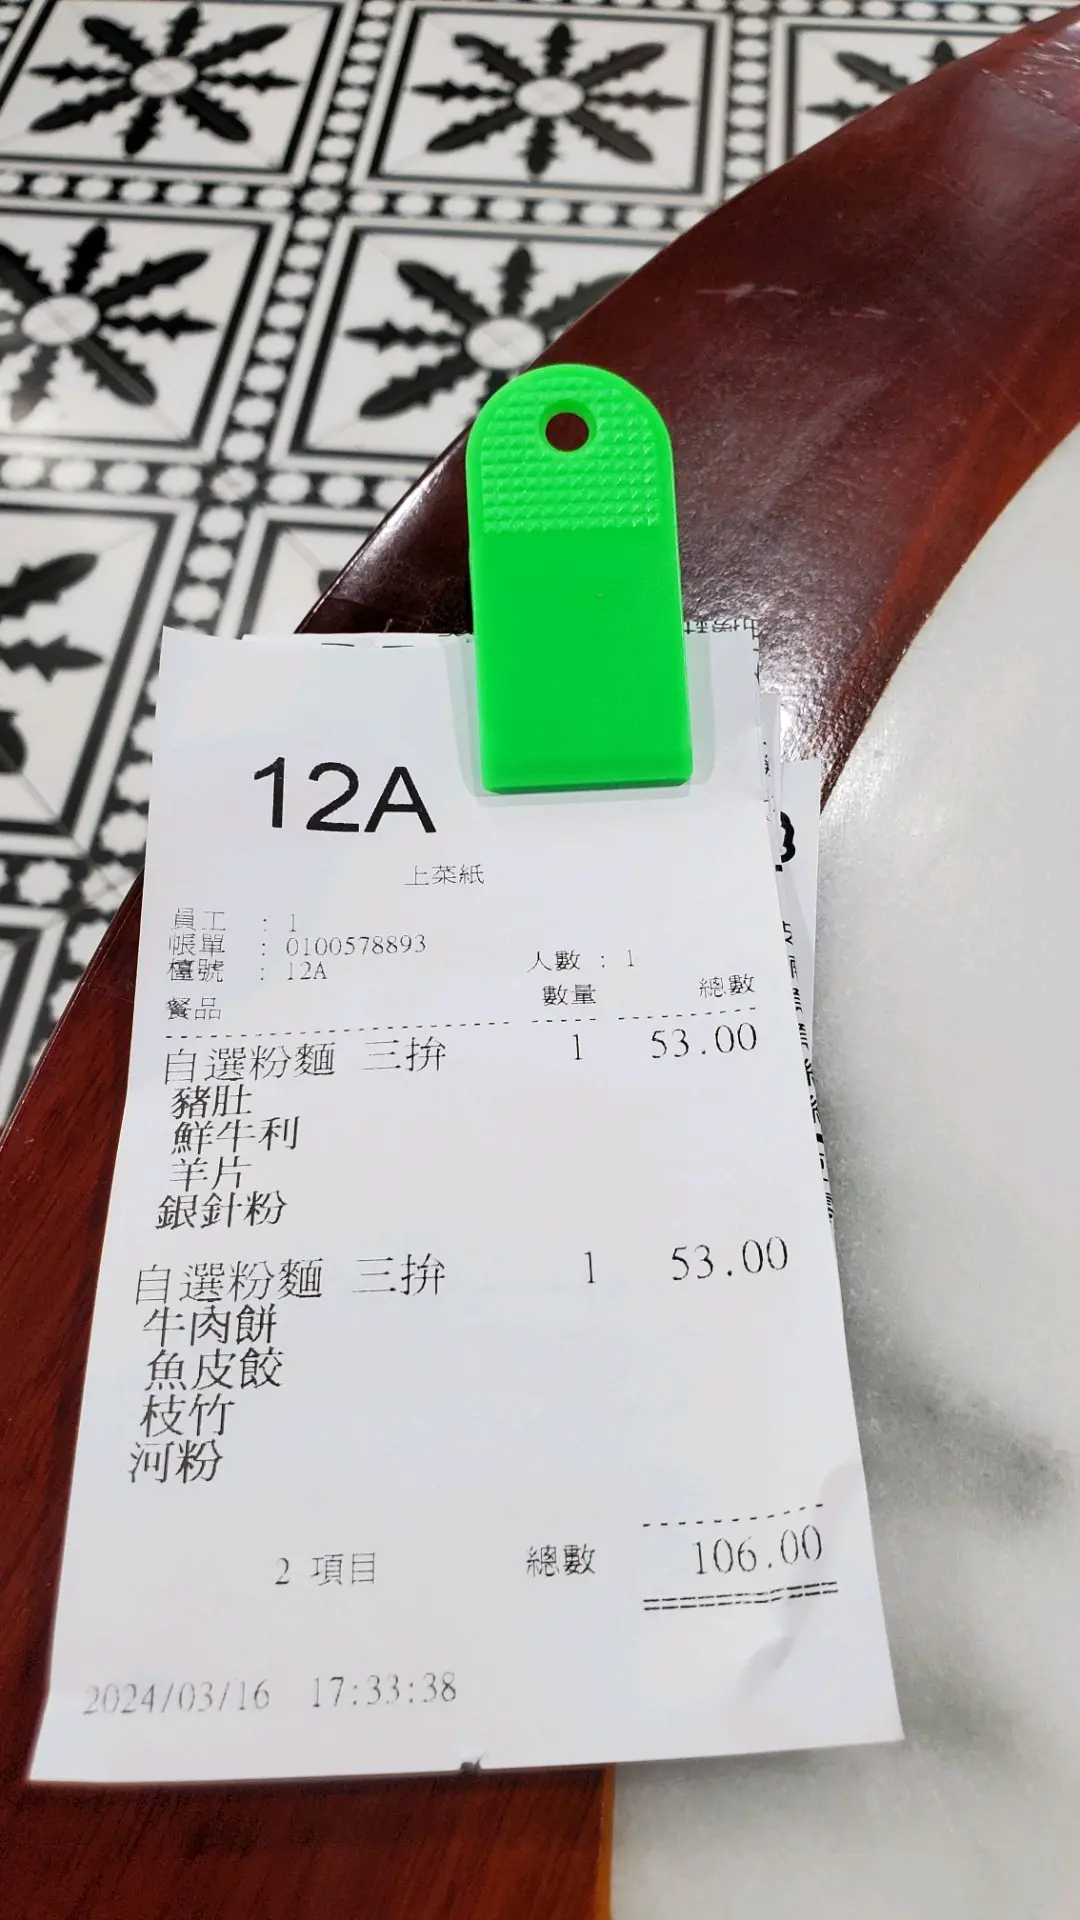 12A
上菜紙
員工 : 1
帳單 : 0100578893
檯號 : 12A 人數 : 1
餐品 數量 總數
自選粉麵 三拚 1 53.00
豬肚
鮮牛利
羊片
銀針粉
自選粉麵 三拚 1 53.00
牛肉餅
魚皮餃
枝竹
河粉
2 項目 總數 106.00
2024/03/16 17:33:38